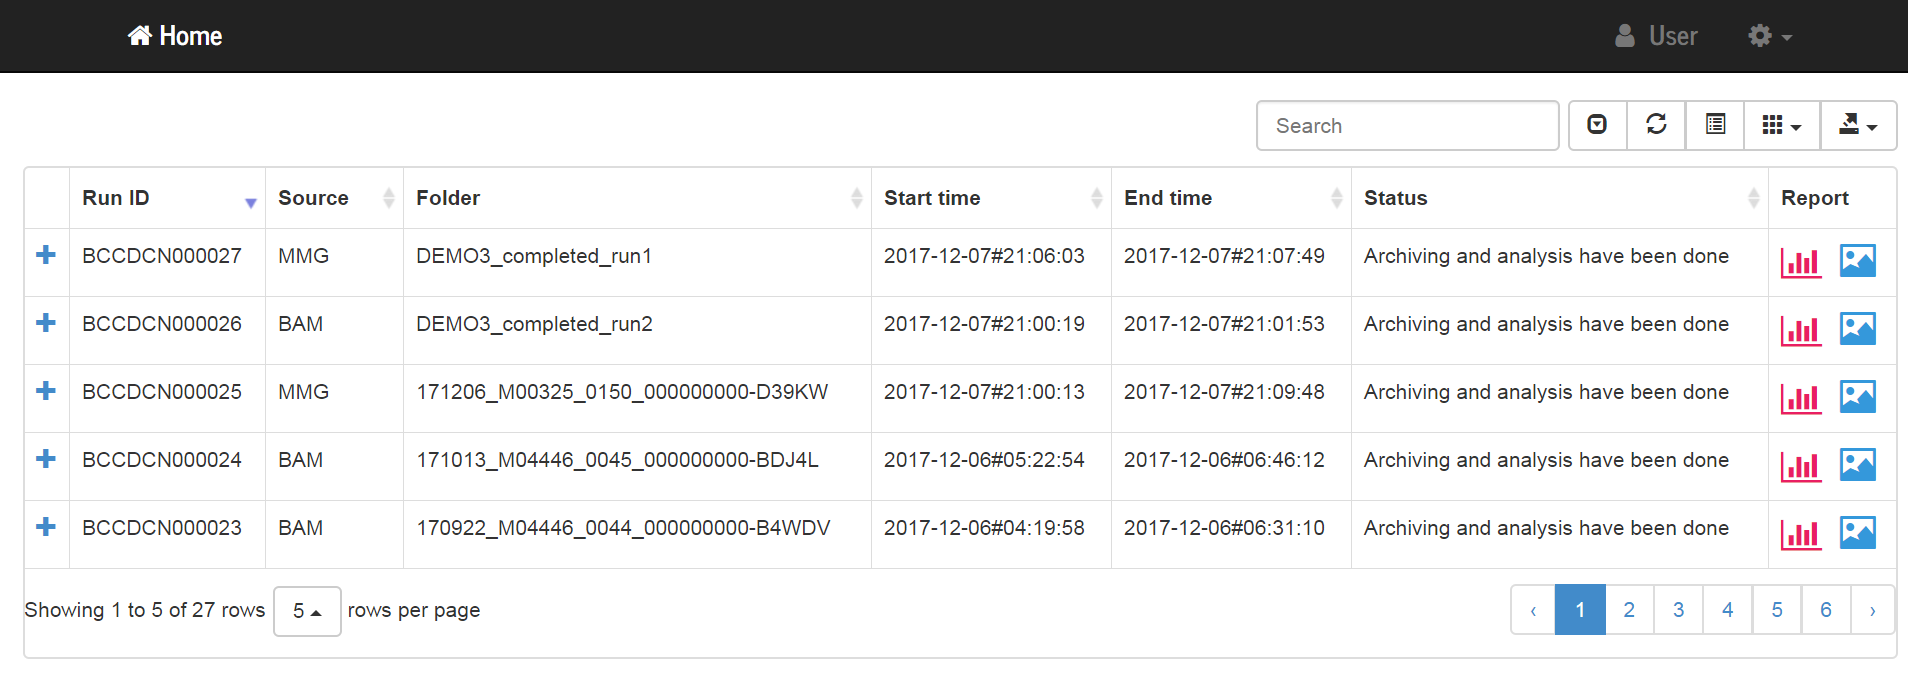 Home User
Search
Run ID Source Folder Start time End time Status Report
BCCDCN000027 MMG DEMO3_completed_run1 2017-12-07#21:06:03 2017-12-07#21:07:49 Archiving and analysis have been done
BCCDCN000026 BAM DEMO3_completed_run2 2017-12-07#21:00:19 2017-12-07#21:01:53 Archiving and analysis have been done
BCCDCN000025 MMG 171206_M00325_0150_000000000-D39KW 2017-12-07#21:00:13 2017-12-07#21:09:48 Archiving and analysis have been done
BCCDCN000024 BAM 171013_M04446_0045_000000000-BDJ4L 2017-12-06#05:22:54 2017-12-06#06:46:12 Archiving and analysis have been done
BCCDCN000023 BAM 170922_M04446_0044_000000000-B4WDV 2017-12-06#04:19:58 2017-12-06#06:31:10 Archiving and analysis have been done
Showing 1 to 5 of 27 rows 5 rows per page ‹ 1 2 3 4 5 6 ›